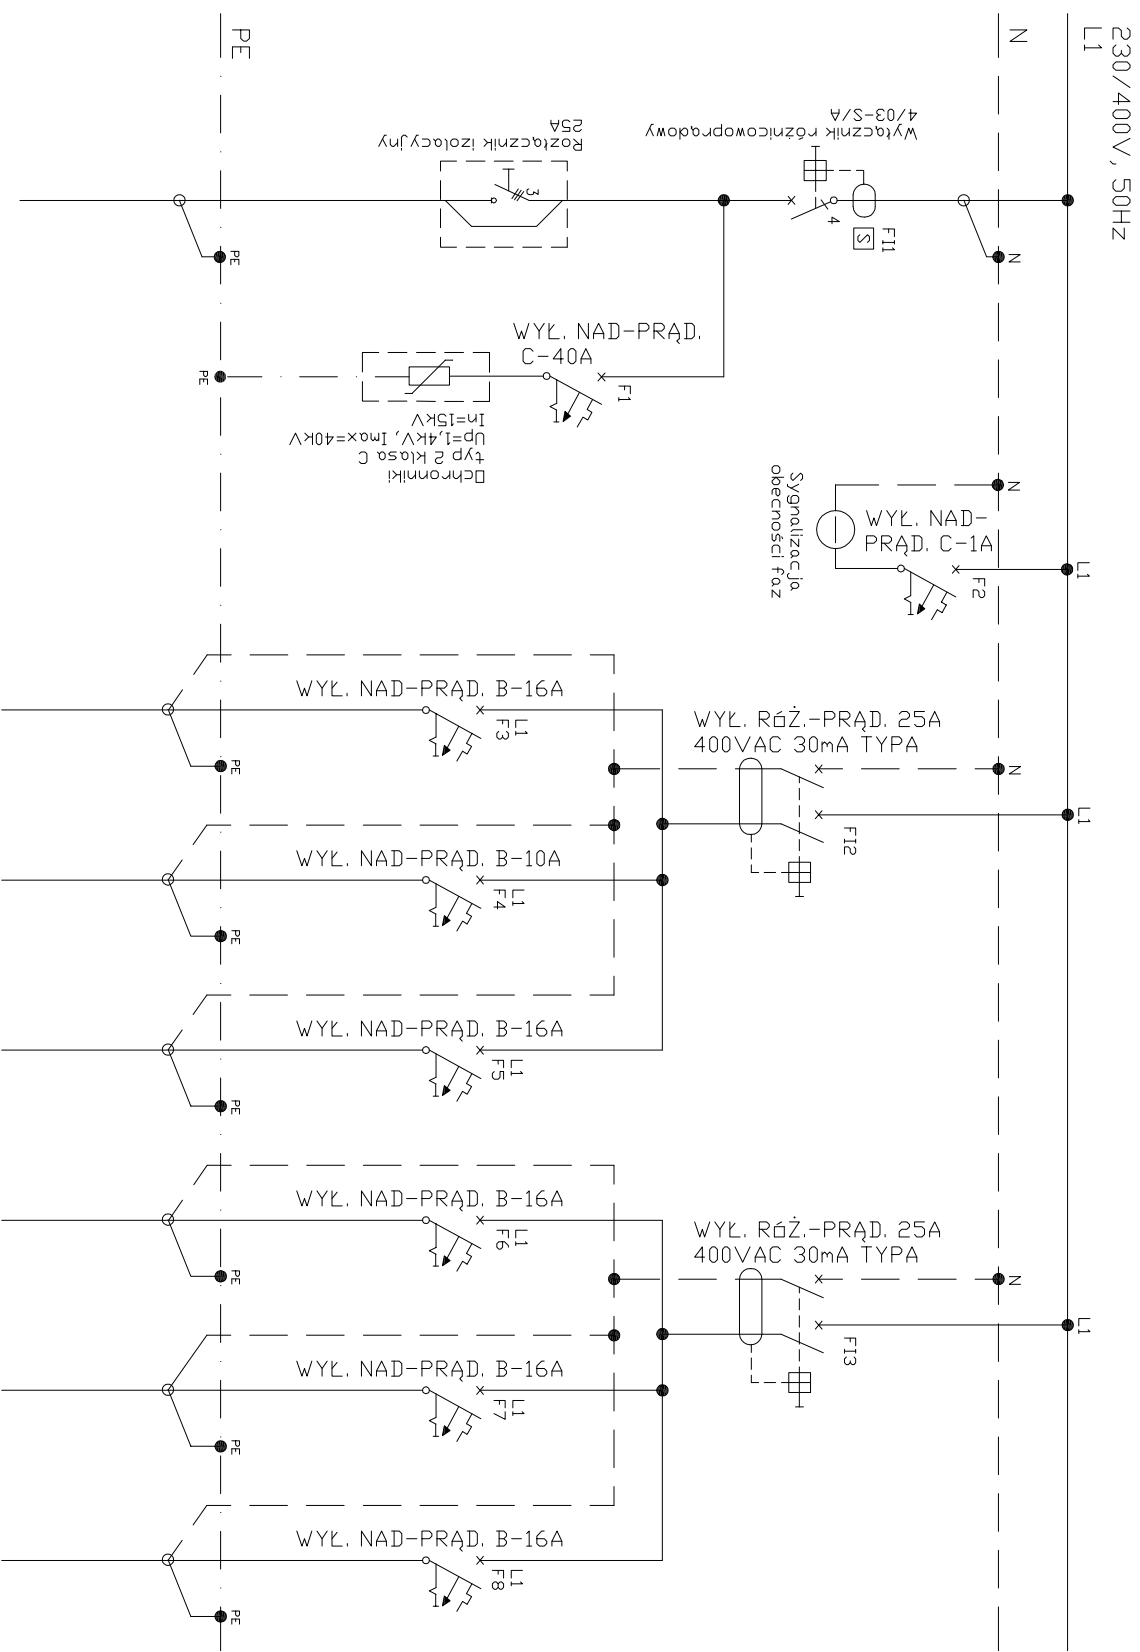 230/400V, 50Hz
L1
N
PE
Wyłącznik różnicowoprądowy
4/03-S/A
FI1
S
4
N
Rozłącznik izolacyjny
25A
3
PE
WYŁ. NAD-PRĄD.
C-40A
F1
PE
Ochronniki
typ 2 klasa C
Up=1,4kV, Imax=40kV
In=15kV
N
Sygnalizacja
obecności faz
WYŁ. NAD-
PRĄD. C-1A
F2
L1
WYŁ. RóŻ.-PRĄD. 25A
400VAC 30mA TYPA
N
L1
FI2
WYŁ. NAD-PRĄD. B-16A
L1
F3
PE
WYŁ. NAD-PRĄD. B-10A
L1
F4
PE
WYŁ. NAD-PRĄD. B-16A
L1
F5
PE
WYŁ. RóŻ.-PRĄD. 25A
400VAC 30mA TYPA
N
L1
FI3
WYŁ. NAD-PRĄD. B-16A
L1
F6
PE
WYŁ. NAD-PRĄD. B-16A
L1
F7
PE
WYŁ. NAD-PRĄD. B-16A
L1
F8
PE